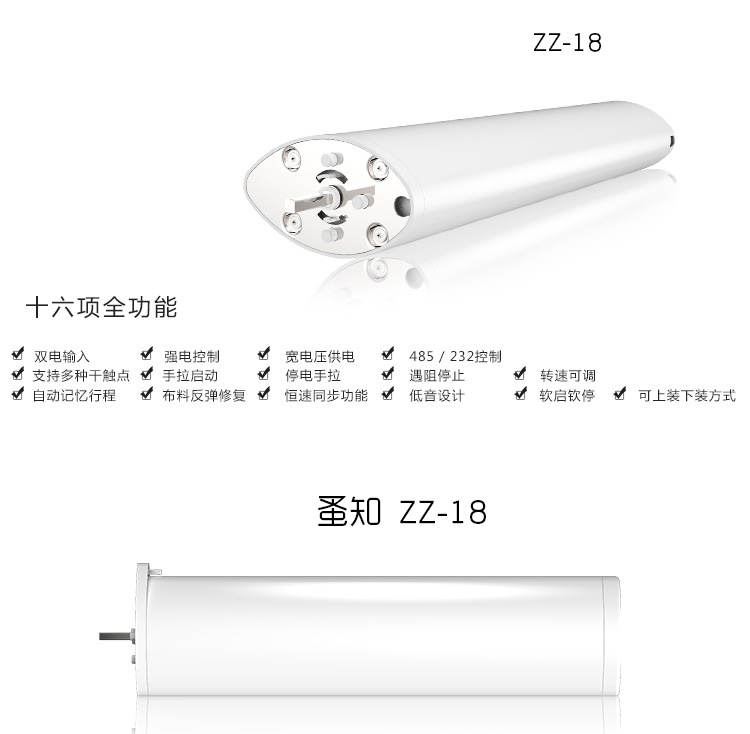 ZZ-18
十六项全功能
双电输入 强电控制 宽电压供电 485 / 232控制
支持多种干触点 手拉启动 停电手拉 遇阻停止 转速可调
自动记忆行程 布料反弹修复 恒速同步功能 低音设计 软启软停 可上装下装方式
蚤知 ZZ-18